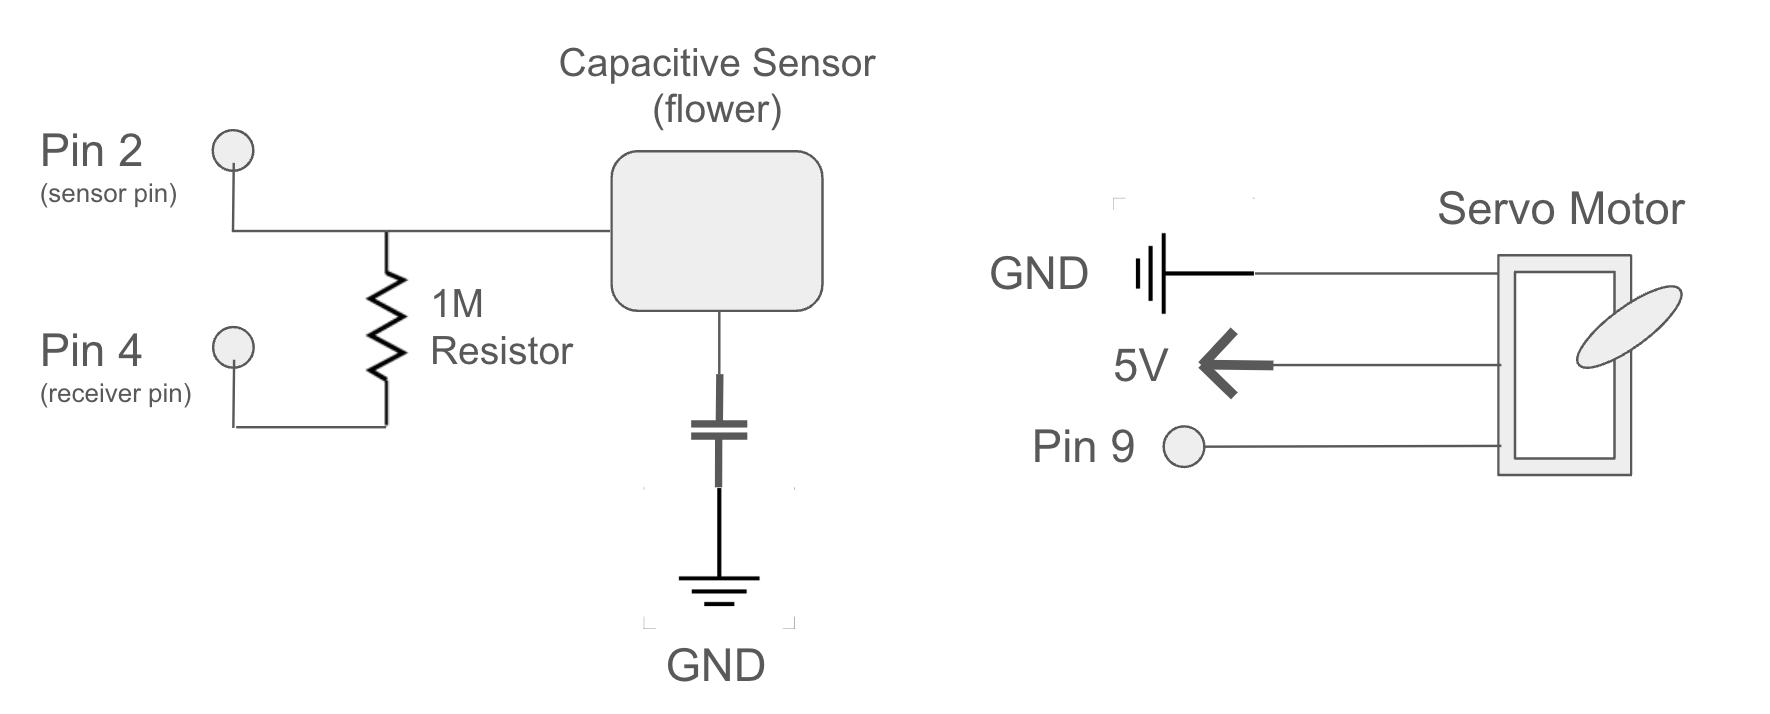 Capacitive Sensor
(flower)
Pin 2
(sensor pin)
1M
Resistor
Pin 4
(receiver pin)
GND
Servo Motor
GND
5V
Pin 9